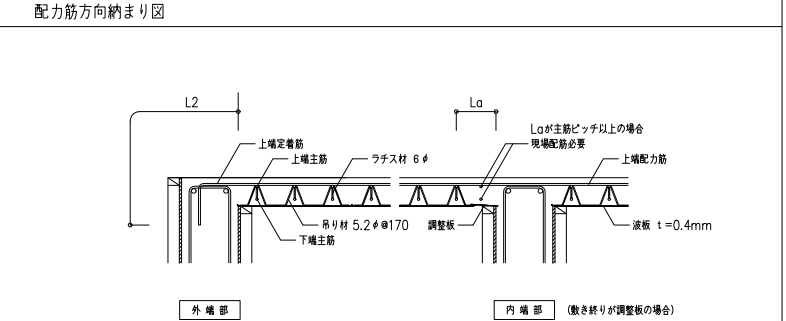 配力筋方向納まり図
L2
La
Laが主筋ピッチ以上の場合
現場配筋必要
上端定着筋
上端主筋
ラチス材 6φ
上端配力筋
吊り材 5.2φ@170
調整板
波板 t=0.4mm
下端主筋
外端部
内端部 (敷き終りが調整板の場合)